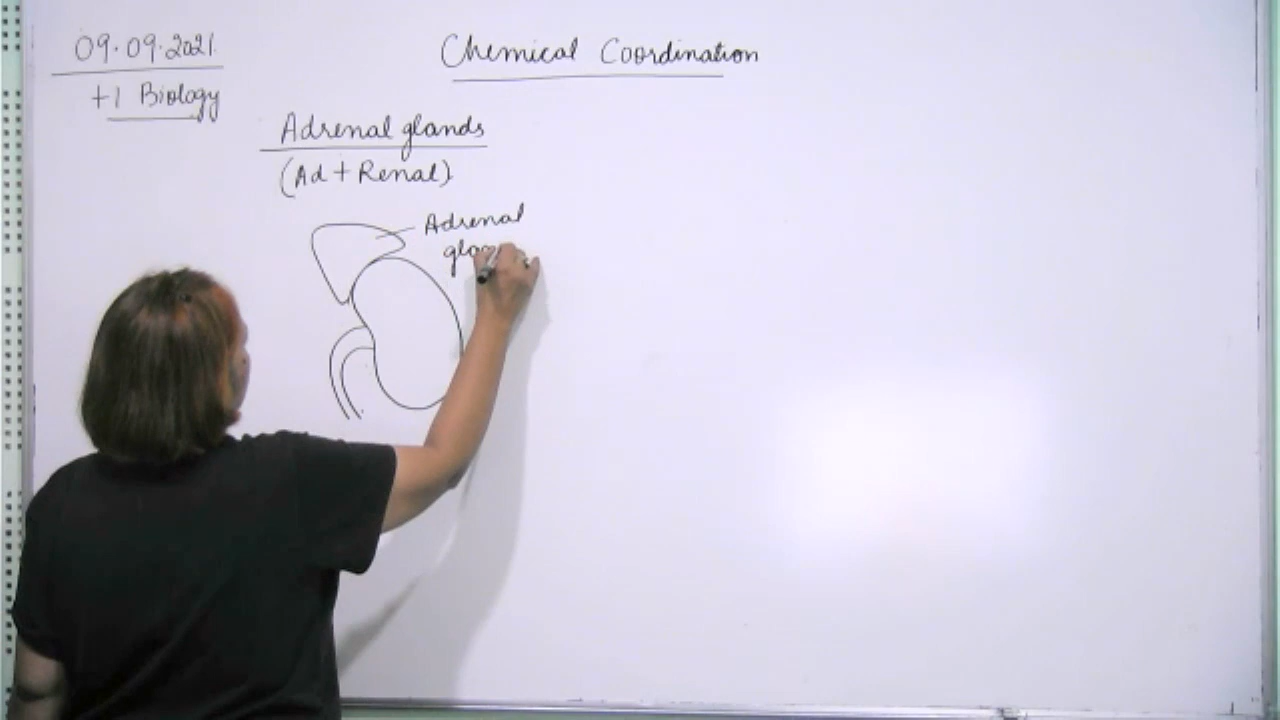 09.09.2021
+1 Biology
Chemical Coordination
Adrenal glands
(Ad + Renal)
Adrenal